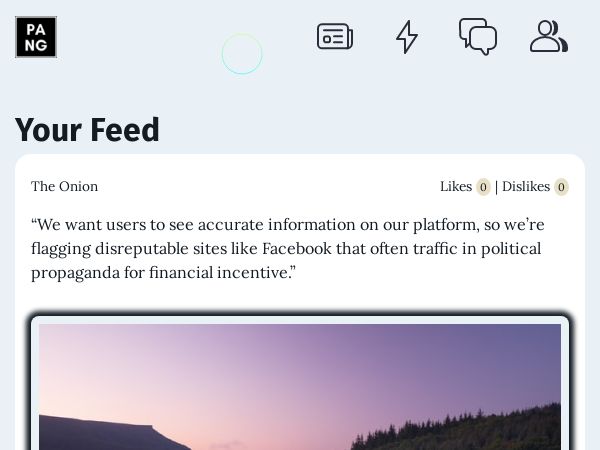 PA
NG
Your Feed
The Onion
Likes 0 | Dislikes 0
“We want users to see accurate information on our platform, so we’re
flagging disreputable sites like Facebook that often traffic in political
propaganda for financial incentive.”